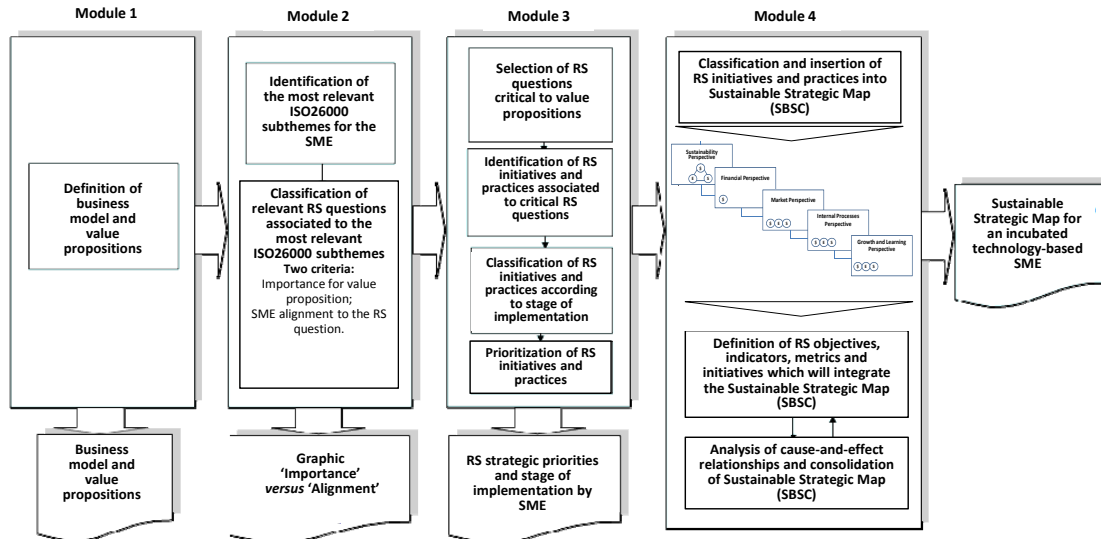 Module 1
Definition of
business model and
value
propositions
Business
model and
value
propositions
Module 2
Identification of
the most relevant
ISO26000
subthemes for the
SME
Classification of
relevant RS questions
associated to the
most relevant
ISO26000 subthemes
Two criteria:
Importance for value
proposition;
SME alignment to the RS
question.
Graphic
‘Importance’
versus ‘Alignment’
Module 3
Selection of RS
questions
critical to value
propositions
Identification of RS
initiatives and
practices associated
to critical RS
questions
Classification of RS
initiatives and
practices according
to stage of
implementation
Prioritization of RS
initiatives and
practices
RS strategic priorities
and stage of
implementation by
SME
Module 4
Classification and insertion of
RS initiatives and practices into
Sustainable Strategic Map
(SBSC)
Sustainability
Perspective
Financial Perspective
Market Perspective
Internal Processes
Perspective
Growth and Learning
Perspective
Definition of RS objectives,
indicators, metrics and
initiatives which will integrate
the Sustainable Strategic Map
(SBSC)
Analysis of cause-and-effect
relationships and consolidation
of Sustainable Strategic Map
(SBSC)
Sustainable
Strategic Map for
an incubated
technology-based
SME